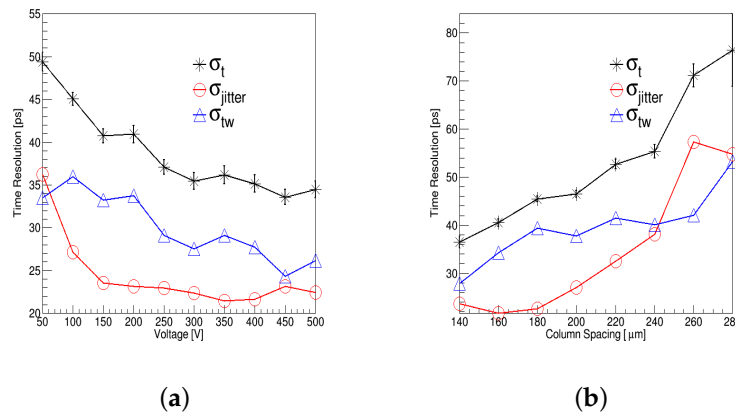 55
50
45
40
35
30
25
20
Time Resolution [ps]
σt
σjitter
σtw
50 100 150 200 250 300 350 400 450 500
Voltage [V]
(a)
80
70
60
50
40
30
Time Resolution [ps]
σt
σjitter
σtw
140 160 180 200 220 240 260 280
Column Spacing [ μm]
(b)